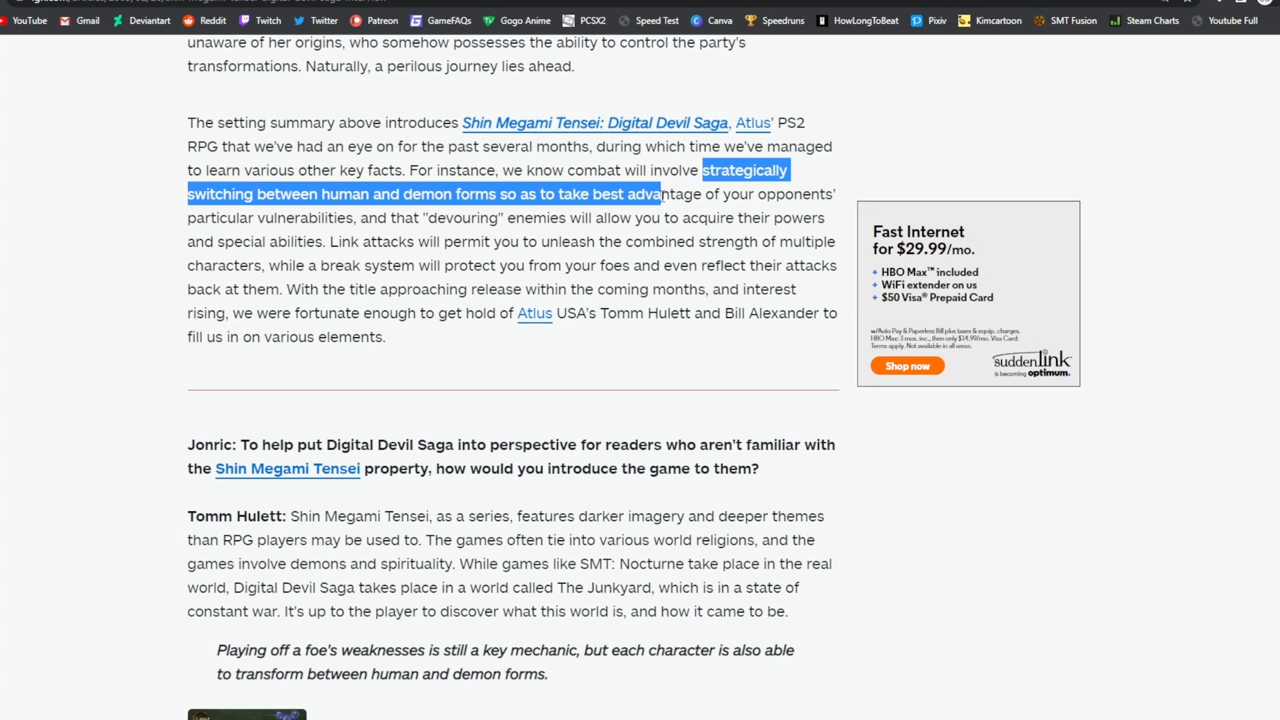 YouTube Gmail Deviantart Reddit Twitch Twitter Patreon GameFAQs Gogo Anime PCSX2 Speed Test Canva Speedruns HowLongToBeat Pixiv Kimcartoon SMT Fusion Steam Charts Youtube Full
unaware of her origins, who somehow possesses the ability to control the party's
transformations. Naturally, a perilous journey lies ahead.
The setting summary above introduces Shin Megami Tensei: Digital Devil Saga, Atlus' PS2
RPG that we've had an eye on for the past several months, during which time we've managed
to learn various other key facts. For instance, we know combat will involve strategically
switching between human and demon forms so as to take best advantage of your opponents'
particular vulnerabilities, and that "devouring" enemies will allow you to acquire their powers
and special abilities. Link attacks will permit you to unleash the combined strength of multiple
characters, while a break system will protect you from your foes and even reflect their attacks
back at them. With the title approaching release within the coming months, and interest
rising, we were fortunate enough to get hold of Atlus USA's Tomm Hulett and Bill Alexander to
fill us in on various elements.
Fast Internet
for $29.99/mo.
+ HBO Max™ included
+ WiFi extender on us
+ $50 Visa® Prepaid Card
w/Auto Pay & Paperless Bill plus taxes & equip. charges.
HBO Max: 3 mos. inc., then only $14.99/mo. Visa Card:
Terms apply. Not available in all areas.
Shop now
suddenlink
is becoming optimum.
Jonric: To help put Digital Devil Saga into perspective for readers who aren't familiar with
the Shin Megami Tensei property, how would you introduce the game to them?
Tomm Hulett: Shin Megami Tensei, as a series, features darker imagery and deeper themes
than RPG players may be used to. The games often tie into various world religions, and the
games involve demons and spirituality. While games like SMT: Nocturne take place in the real
world, Digital Devil Saga takes place in a world called The Junkyard, which is in a state of
constant war. It's up to the player to discover what this world is, and how it came to be.
Playing off a foe's weaknesses is still a key mechanic, but each character is also able
to transform between human and demon forms.